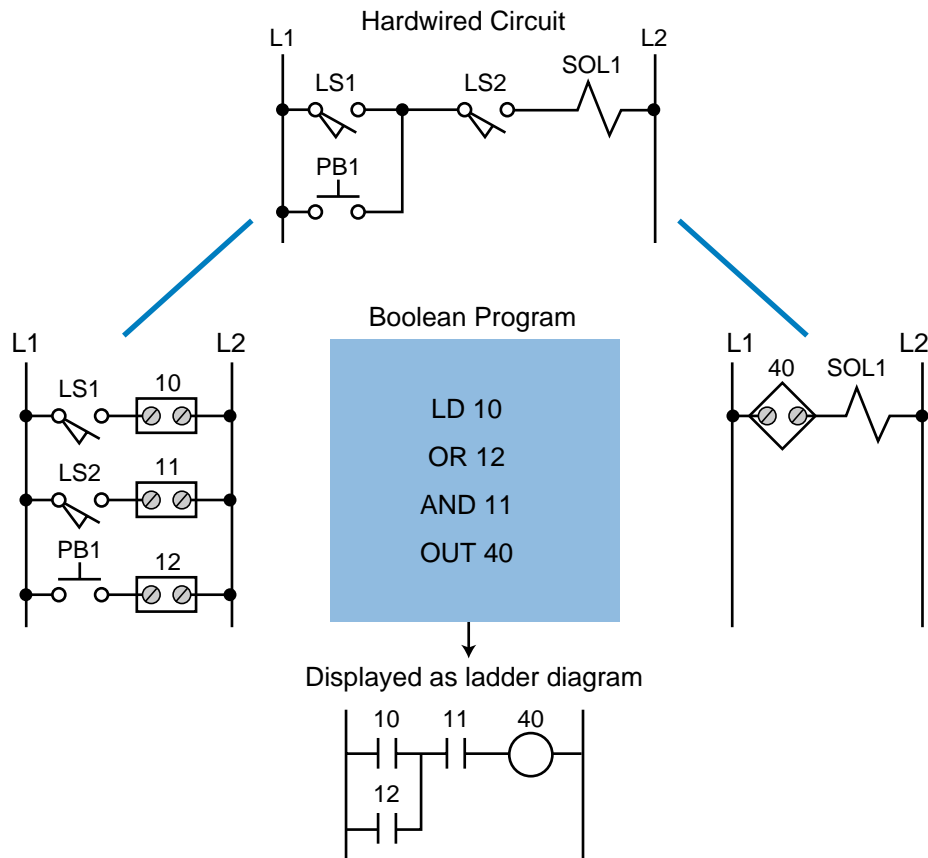 Hardwired Circuit
L1 L2
LS1 LS2 SOL1
PB1
Boolean Program
L1 L2
LS1 10
LS2 11
PB1 12
LD 10
OR 12
AND 11
OUT 40
L1 L2
40 SOL1
Displayed as ladder diagram
10 11 40
12